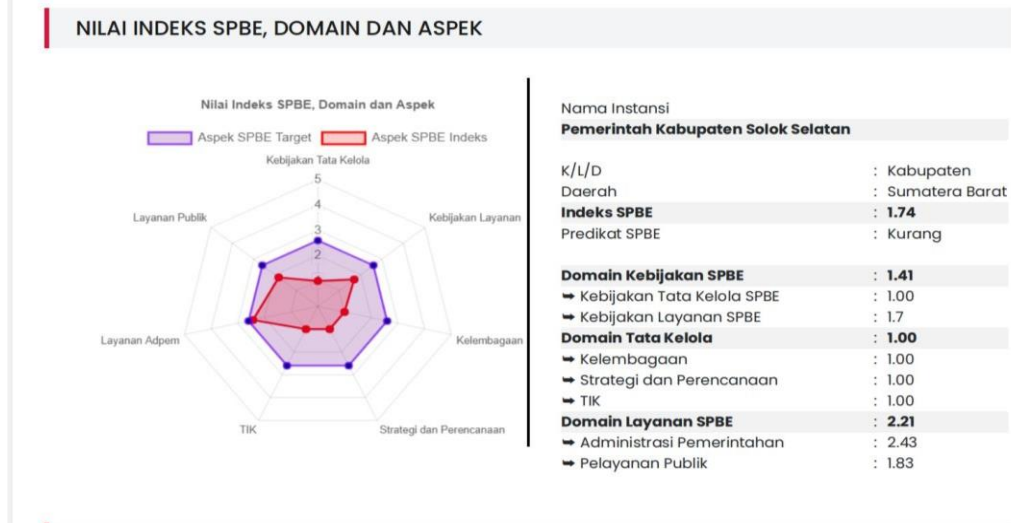 NILAI INDEKS SPBE, DOMAIN DAN ASPEK
Nilai Indeks SPBE, Domain dan Aspek
Aspek SPBE Target Aspek SPBE Indeks
Kebijakan Tata Kelola
5
4
3
2
Kebijakan Layanan
Kelembagaan
Strategi dan Perencanaan
TIK
Layanan Adpem
Layanan Publik
Nama Instansi
Pemerintah Kabupaten Solok Selatan
K/L/D : Kabupaten
Daerah : Sumatera Barat
Indeks SPBE : 1.74
Predikat SPBE : Kurang
Domain Kebijakan SPBE : 1.41
➥ Kebijakan Tata Kelola SPBE : 1.00
➥ Kebijakan Layanan SPBE : 1.7
Domain Tata Kelola : 1.00
➥ Kelembagaan : 1.00
➥ Strategi dan Perencanaan : 1.00
➥ TIK : 1.00
Domain Layanan SPBE : 2.21
➥ Administrasi Pemerintahan : 2.43
➥ Pelayanan Publik : 1.83